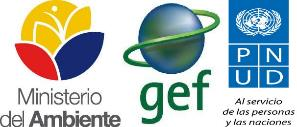 Ministerio
del Ambiente
gef
P N
U D
Al servicio
de las personas
y las naciones